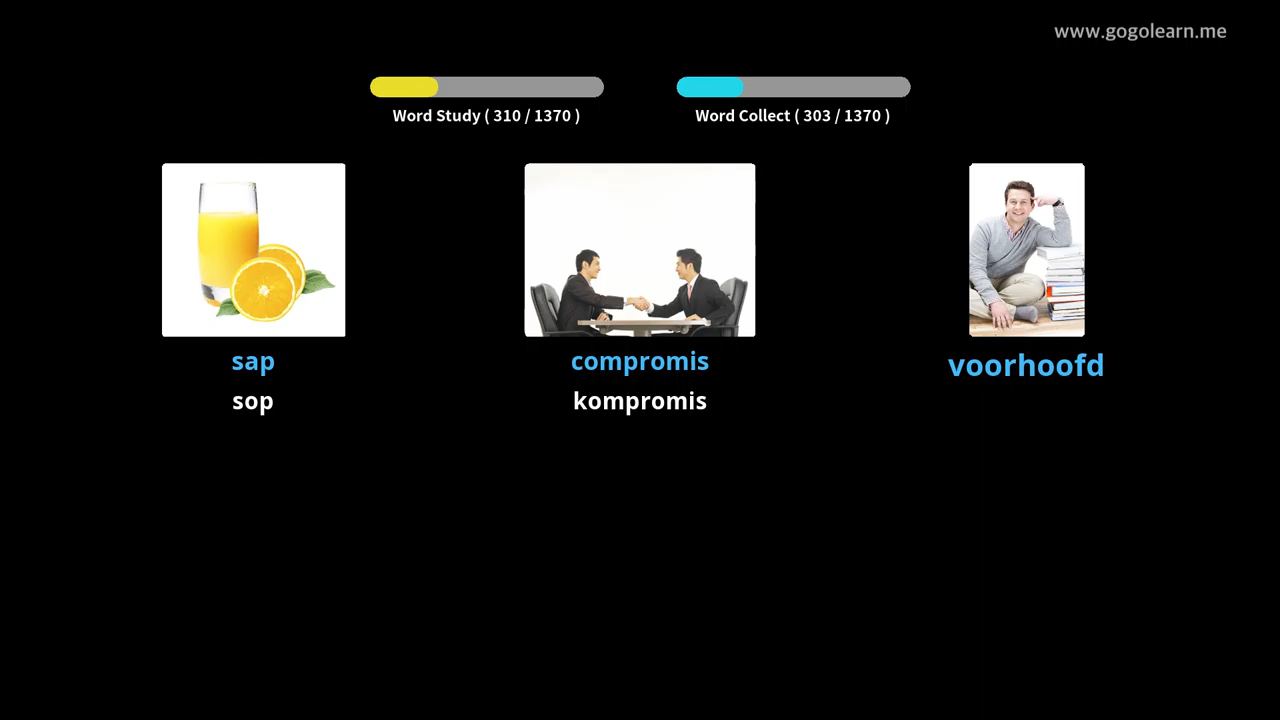 www.gogolearn.me
Word Study ( 310 / 1370 )
Word Collect ( 303 / 1370 )
sap
compromis
voorhoofd
sop
kompromis